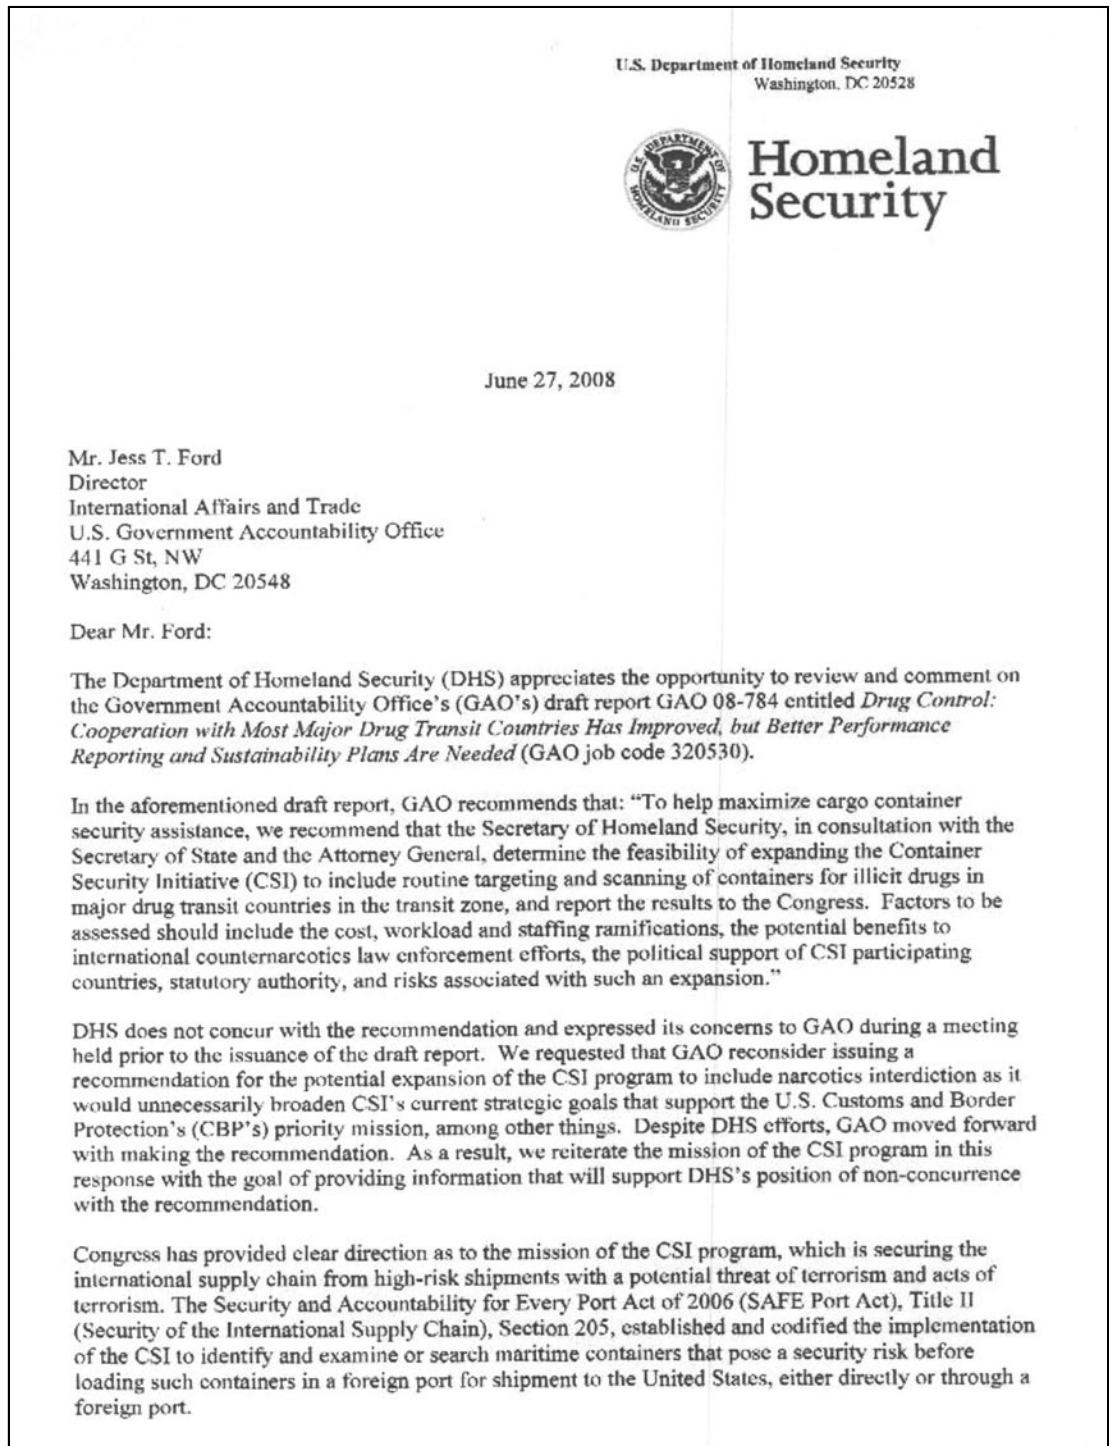 U.S. Department of Homeland Security
Washington, DC 20528
U.S. DEPARTMENT OF HOMELAND SECURITY
Homeland
Security
June 27, 2008
Mr. Jess T. Ford
Director
International Affairs and Trade
U.S. Government Accountability Office
441 G St, NW
Washington, DC 20548
Dear Mr. Ford:
The Department of Homeland Security (DHS) appreciates the opportunity to review and comment on
the Government Accountability Office's (GAO's) draft report GAO 08-784 entitled Drug Control:
Cooperation with Most Major Drug Transit Countries Has Improved, but Better Performance
Reporting and Sustainability Plans Are Needed (GAO job code 320530).
In the aforementioned draft report, GAO recommends that: “To help maximize cargo container
security assistance, we recommend that the Secretary of Homeland Security, in consultation with the
Secretary of State and the Attorney General, determine the feasibility of expanding the Container
Security Initiative (CSI) to include routine targeting and scanning of containers for illicit drugs in
major drug transit countries in the transit zone, and report the results to the Congress.  Factors to be
assessed should include the cost, workload and staffing ramifications, the potential benefits to
international counternarcotics law enforcement efforts, the political support of CSI participating
countries, statutory authority, and risks associated with such an expansion.”
DHS does not concur with the recommendation and expressed its concerns to GAO during a meeting
held prior to the issuance of the draft report.  We requested that GAO reconsider issuing a
recommendation for the potential expansion of the CSI program to include narcotics interdiction as it
would unnecessarily broaden CSI's current strategic goals that support the U.S. Customs and Border
Protection's (CBP's) priority mission, among other things.  Despite DHS efforts, GAO moved forward
with making the recommendation.  As a result, we reiterate the mission of the CSI program in this
response with the goal of providing information that will support DHS's position of non-concurrence
with the recommendation.
Congress has provided clear direction as to the mission of the CSI program, which is securing the
international supply chain from high-risk shipments with a potential threat of terrorism and acts of
terrorism. The Security and Accountability for Every Port Act of 2006 (SAFE Port Act), Title II
(Security of the International Supply Chain), Section 205, established and codified the implementation
of the CSI to identify and examine or search maritime containers that pose a security risk before
loading such containers in a foreign port for shipment to the United States, either directly or through a
foreign port.